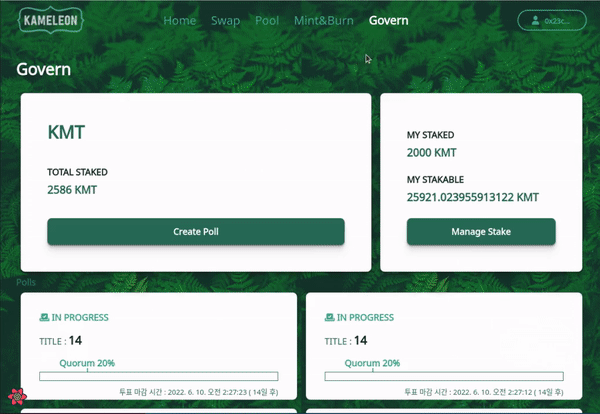 KAMELEON
Home Swap Pool Mint&Burn Govern
0x23c...
Govern
KMT
TOTAL STAKED
2586 KMT
Create Poll
MY STAKED
2000 KMT
MY STAKABLE
25921.023955913122 KMT
Manage Stake
Polls
IN PROGRESS
TITLE : 14
Quorum 20%
투표 마감 시간 : 2022. 6. 10. 오전 2:27:23 ( 14일 후)
IN PROGRESS
TITLE : 14
Quorum 20%
투표 마감 시간 : 2022. 6. 10. 오전 2:27:12 ( 14일 후)